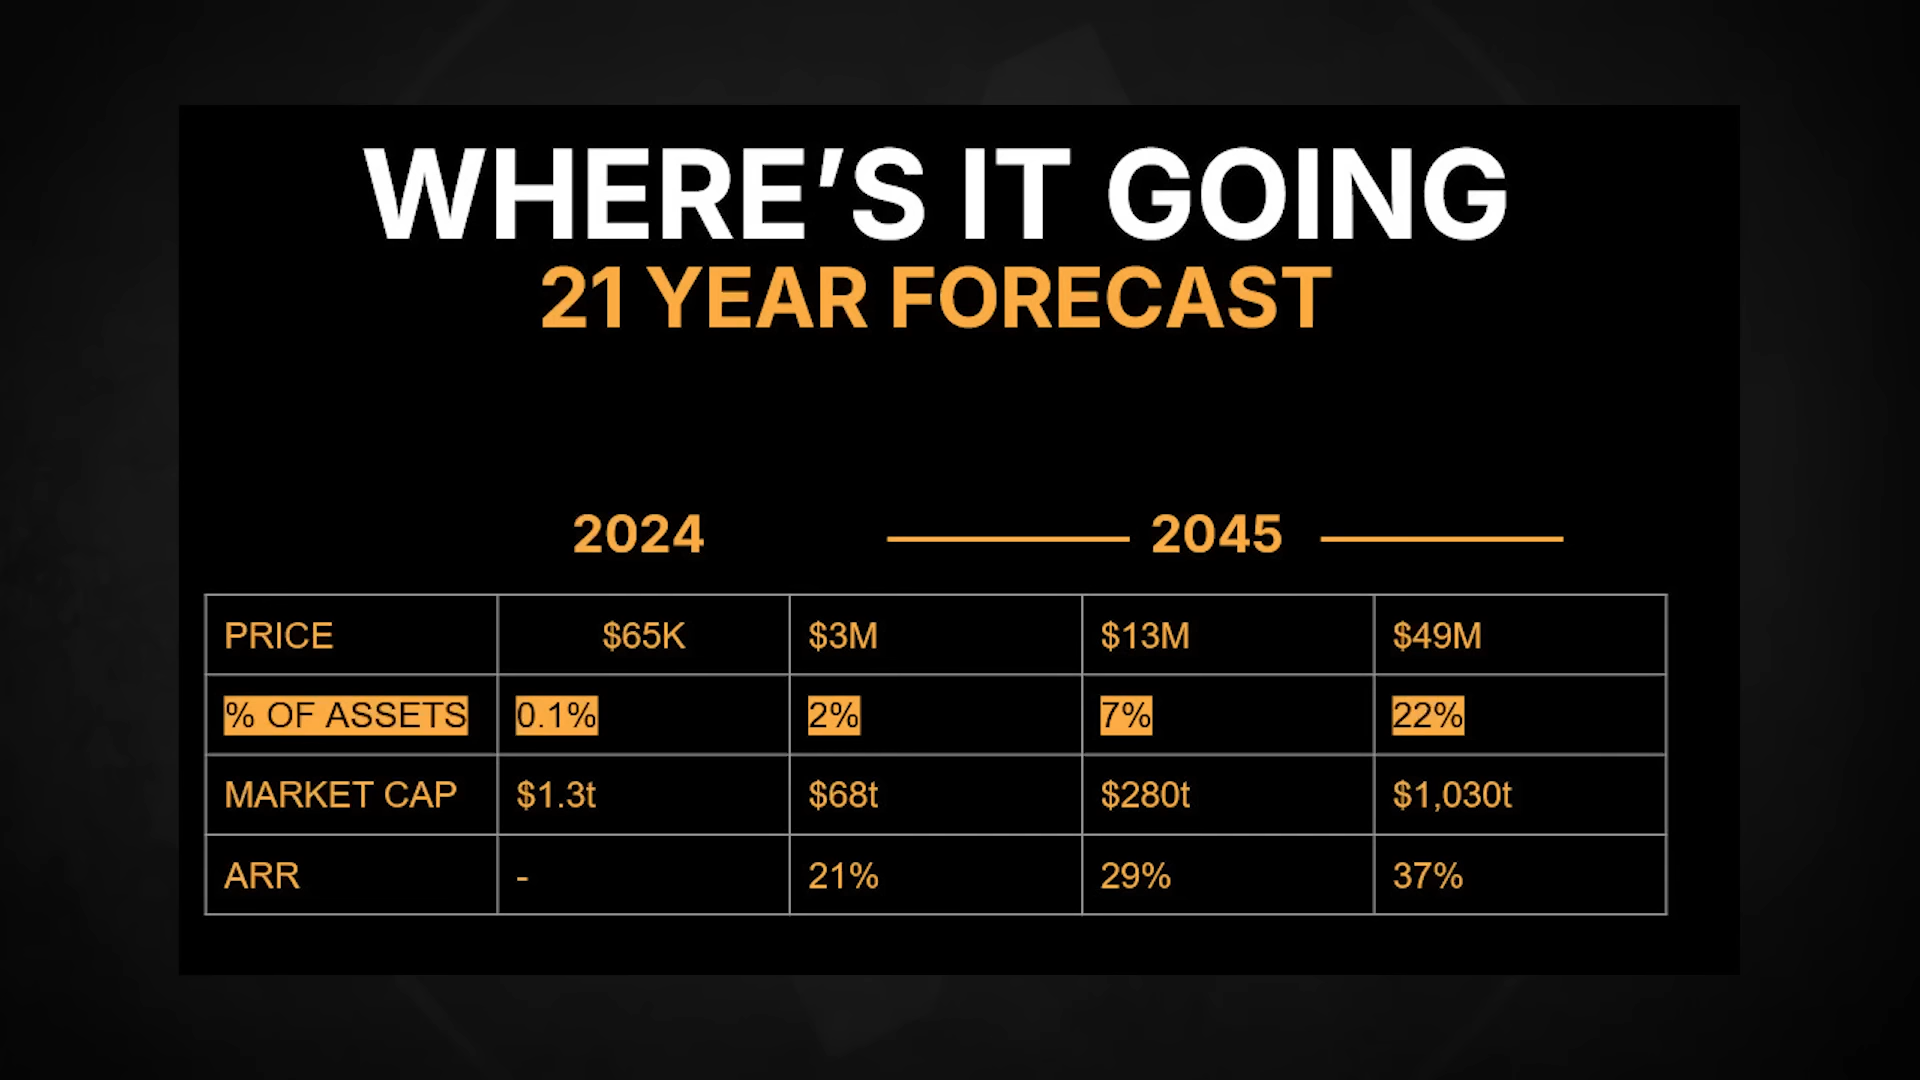 WHERE’S IT GOING
21 YEAR FORECAST
2024 2045
PRICE $65K $3M $13M $49M
% OF ASSETS 0.1% 2% 7% 22%
MARKET CAP $1.3t $68t $280t $1,030t
ARR - 21% 29% 37%